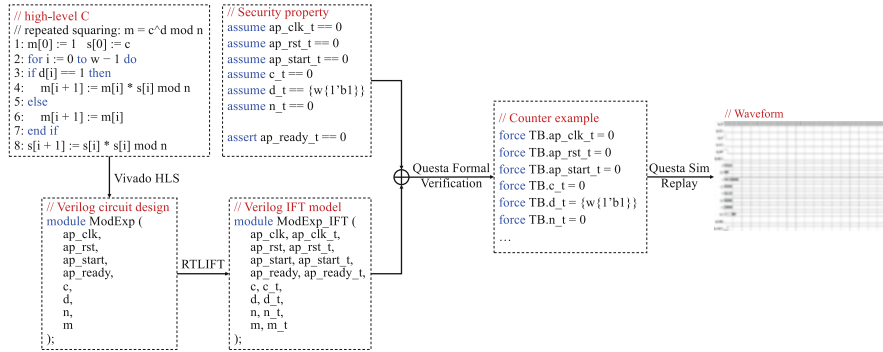 // high-level C
// repeated squaring: m = c^d mod n
1: m[0] := 1 s[0] := c
2: for i := 0 to w − 1 do
3: if d[i] == 1 then
4: m[i + 1] := m[i] * s[i] mod n
5: else
6: m[i + 1] := m[i]
7: end if
8: s[i + 1] := s[i] * s[i] mod n
// Security property
assume ap_clk_t == 0
assume ap_rst_t == 0
assume ap_start_t == 0
assume c_t == 0
assume d_t == {w{1’b1}}
assume n_t == 0
assert ap_ready_t == 0
Vivado HLS
// Verilog circuit design
module ModExp (
ap_clk,
ap_rst,
ap_start,
ap_ready,
c,
d,
n,
m
);
RTLIFT
// Verilog IFT model
module ModExp_IFT (
ap_clk, ap_clk_t,
ap_rst, ap_rst_t,
ap_start, ap_start_t,
ap_ready, ap_ready_t,
c, c_t,
d, d_t,
n, n_t,
m, m_t
);
Questa Formal
Verification
// Counter example
force TB.ap_clk_t = 0
force TB.ap_rst_t = 0
force TB.ap_start_t = 0
force TB.c_t = 0
force TB.d_t = {w{1’b1}}
force TB.n_t = 0
...
Questa Sim
Replay
// Waveform